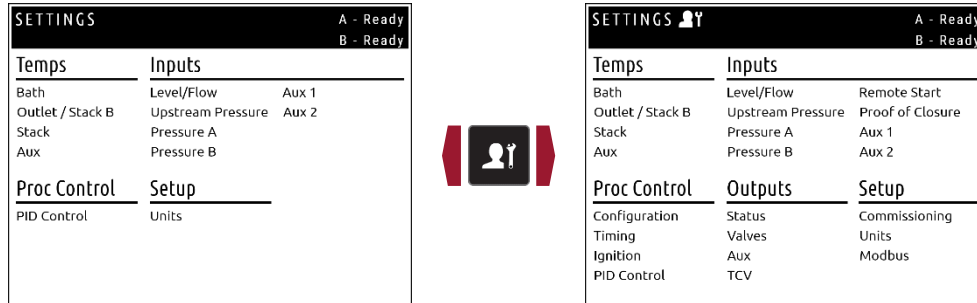 SETTINGS
A - Ready
B - Ready
Temps
Bath
Outlet / Stack B
Stack
Aux
Inputs
Level/Flow
Upstream Pressure
Pressure A
Pressure B
Aux 1
Aux 2
Proc Control
PID Control
Setup
Units
SETTINGS
A - Ready
B - Ready
Temps
Bath
Outlet / Stack B
Stack
Aux
Inputs
Level/Flow
Upstream Pressure
Pressure A
Pressure B
Remote Start
Proof of Closure
Aux 1
Aux 2
Proc Control
Configuration
Timing
Ignition
PID Control
Outputs
Status
Valves
Aux
TCV
Setup
Commissioning
Units
Modbus